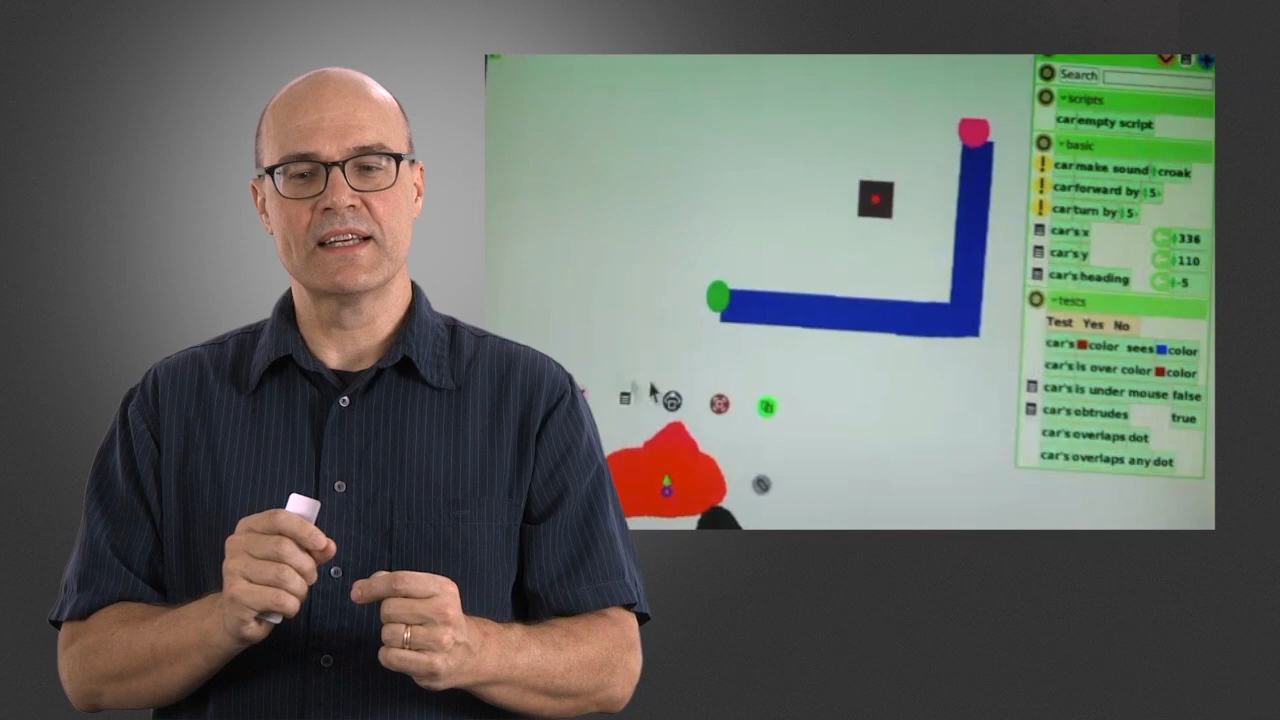 Search
scripts
car empty script
basic
car make sound croak
car forward by 5
car turn by 5
car's x 336
car's y 110
car's heading -5
tests
Test Yes No
car's color sees color
car's is over color color
car's is under mouse false
car's obtrudes true
car's overlaps dot
car's overlaps any dot